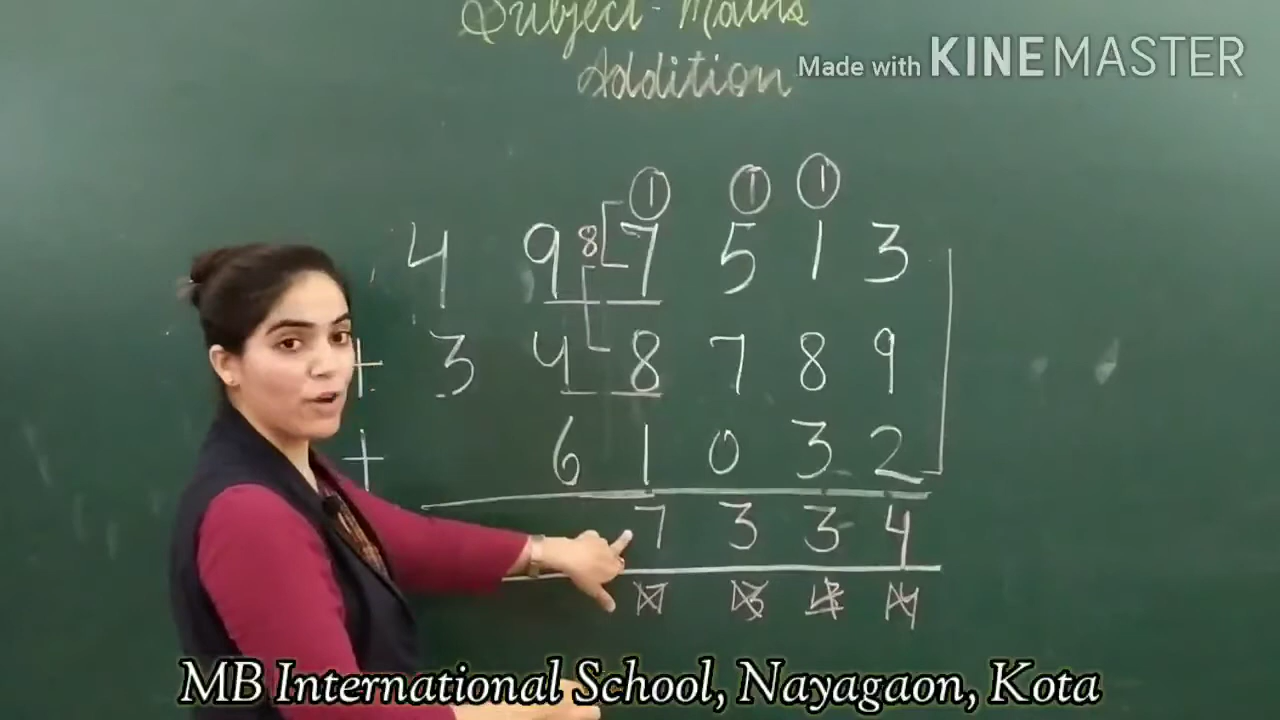 Subject - Maths
Addition
Made with KINEMASTER
1 1 1
4 9 8 7 5 1 3
+ 3 4 8 7 8 9
+ 6 1 0 3 2
7 3 3 4
MB International School, Nayagaon, Kota